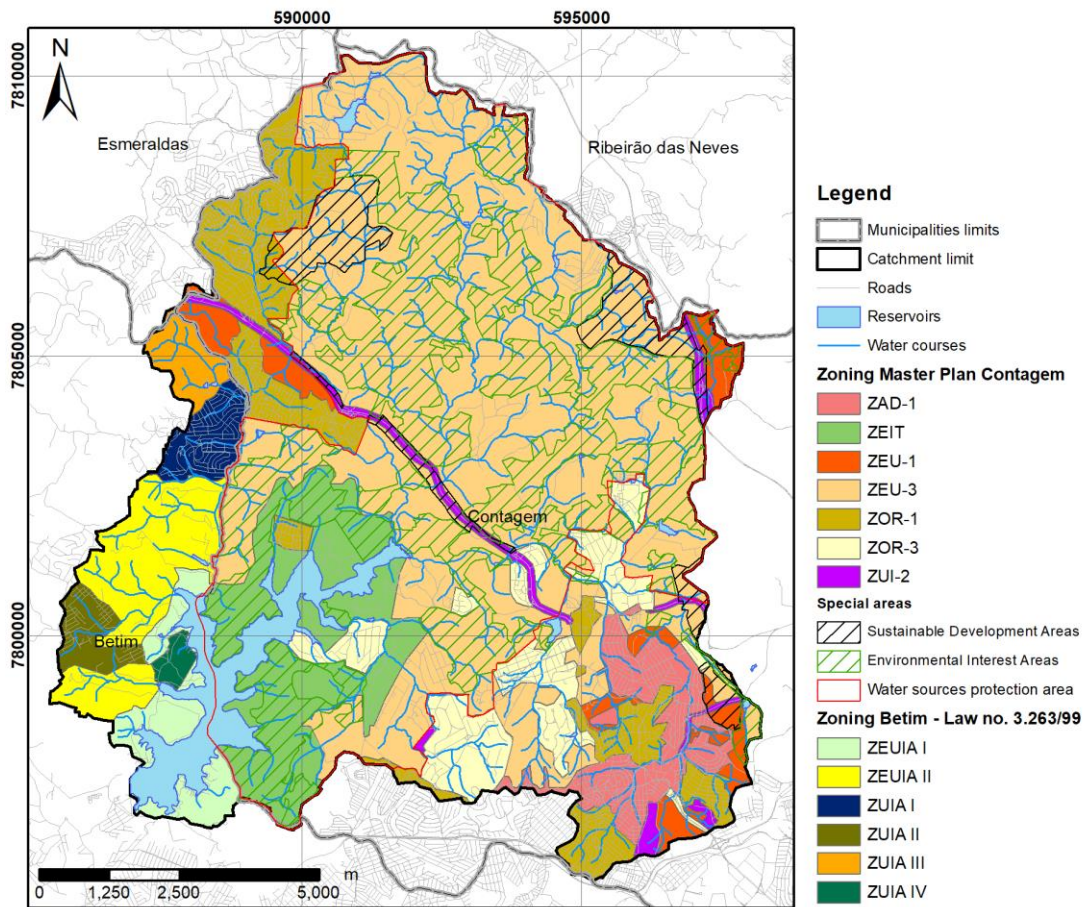 590000
595000
7810000
N
Esmeraldas
Ribeirão das Neves
7805000
Contagem
7800000
Betim
0
1,250
2,500
5,000
m
Legend
Municipalities limits
Catchment limit
Roads
Reservoirs
Water courses
Zoning Master Plan Contagem
ZAD-1
ZEIT
ZEU-1
ZEU-3
ZOR-1
ZOR-3
ZUI-2
Special areas
Sustainable Development Areas
Environmental Interest Areas
Water sources protection area
Zoning Betim - Law no. 3.263/99
ZEUIA I
ZEUIA II
ZUIA I
ZUIA II
ZUIA III
ZUIA IV